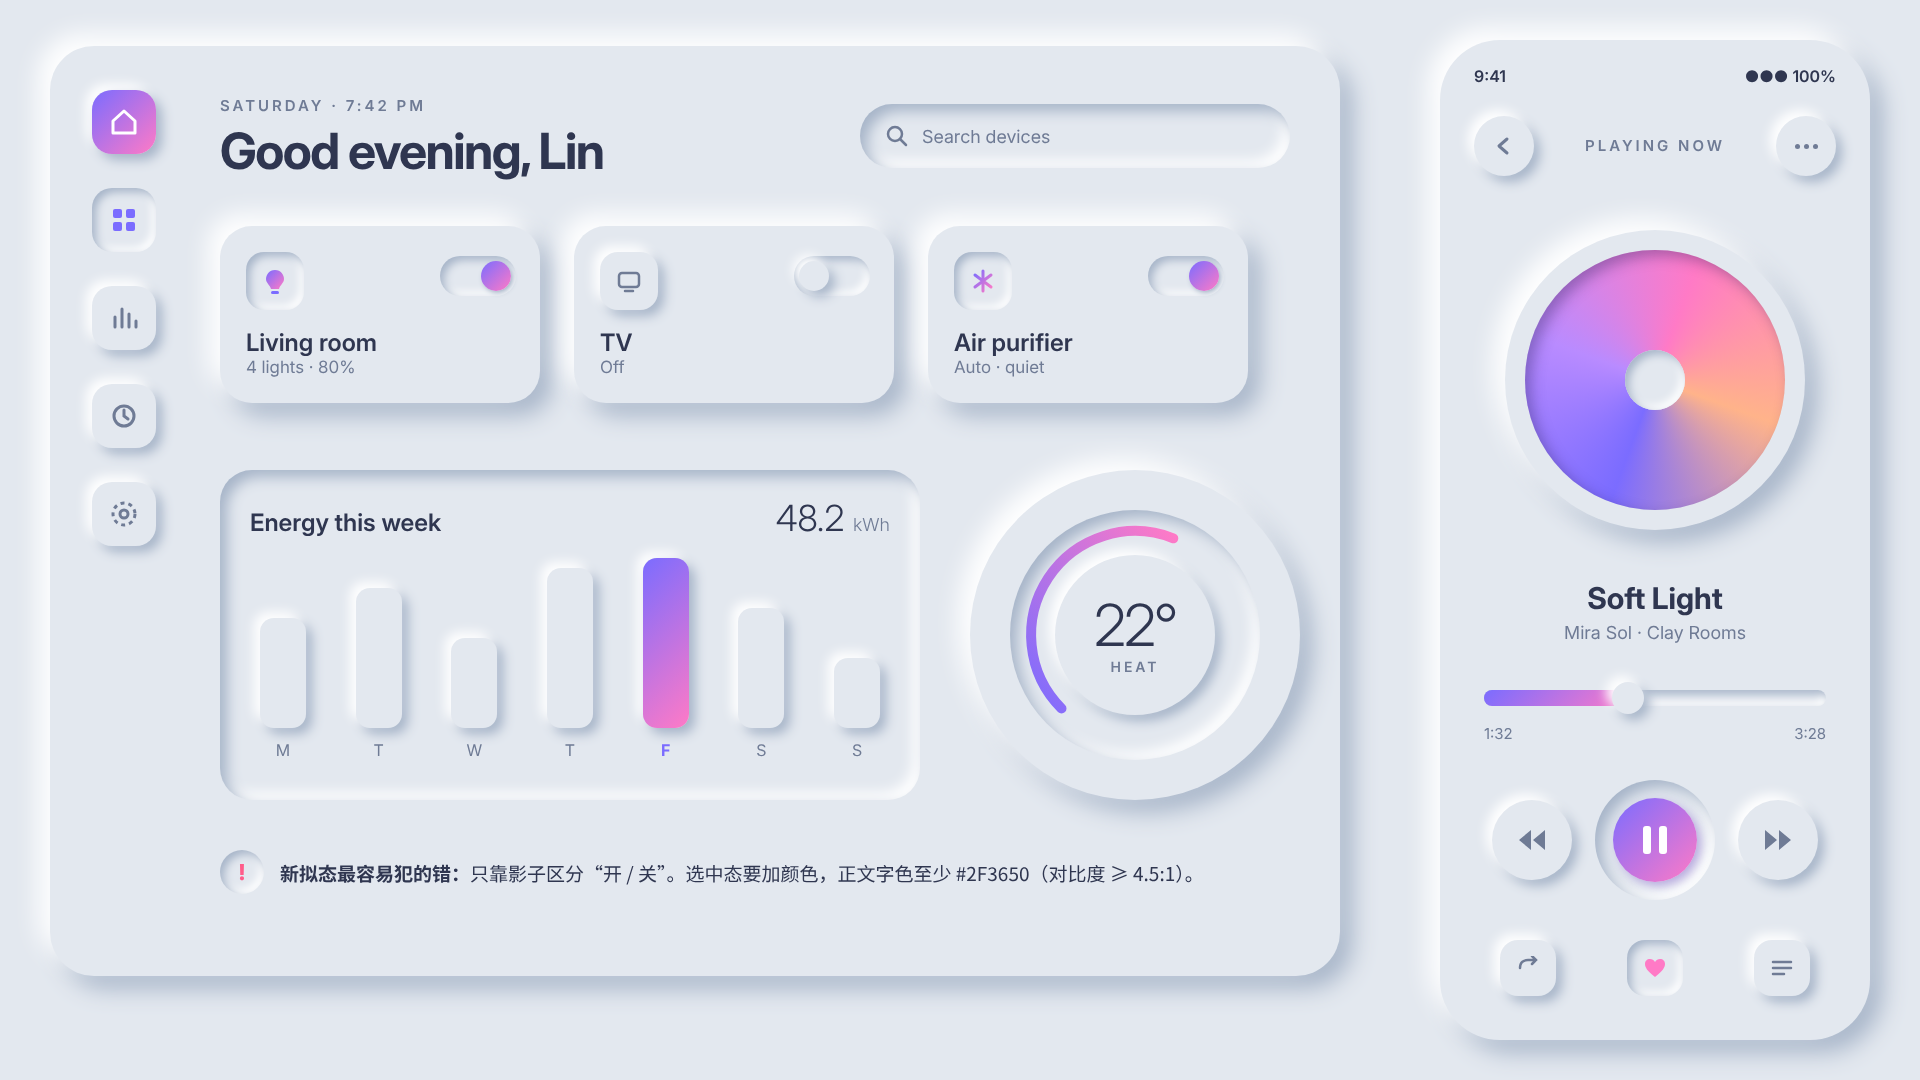 SATURDAY · 7:42 PM
Good evening, Lin
Search devices
Living room
4 lights · 80%
TV
Off
Air purifier
Auto · quiet
Energy this week
48.2 kWh
M T W T F S S
22°
HEAT
!
新拟态最容易犯的错：只靠影子区分“开 / 关”。选中态要加颜色，正文字色至少 #2F3650（对比度 ≥ 4.5:1）。
9:41
●●● 100%
PLAYING NOW
Soft Light
Mira Sol · Clay Rooms
1:32
3:28